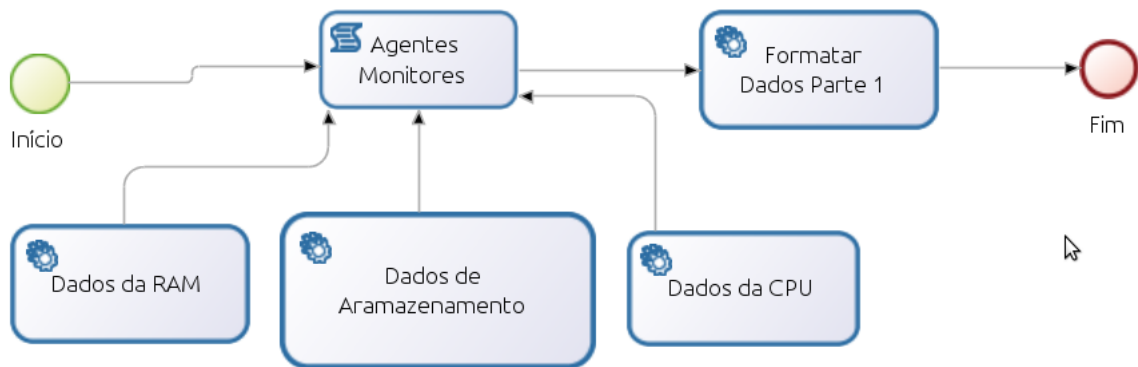 Início
Agentes
Monitores
Formatar
Dados Parte 1
Fim
Dados da RAM
Dados de
Aramazenamento
Dados da CPU